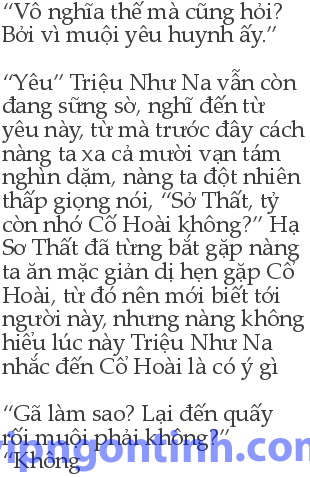 “Vô nghĩa thế mà cũng hỏi?
Bởi vì muội yêu huynh ấy.”
“Yêu” Triệu Như Na vẫn còn
đang sững sờ, nghĩ đến từ
yêu này, từ mà trước đây cách
nàng ta xa cả mười vạn tám
nghìn dặm, nàng ta đột nhiên
thấp giọng nói, “Sở Thất, tỷ
còn nhớ Cố Hoài không?” Hạ
Sơ Thất đã từng bắt gặp nàng
ta ăn mặc giản dị hẹn gặp Cố
Hoài, từ đó nên mới biết tới
người này, nhưng nàng không
hiểu lúc này Triệu Như Na
nhắc đến Cổ Hoài là có ý gì
“Gã làm sao? Lại đến quấy
rối muội phải không?”
vipngontinh.com
“Không